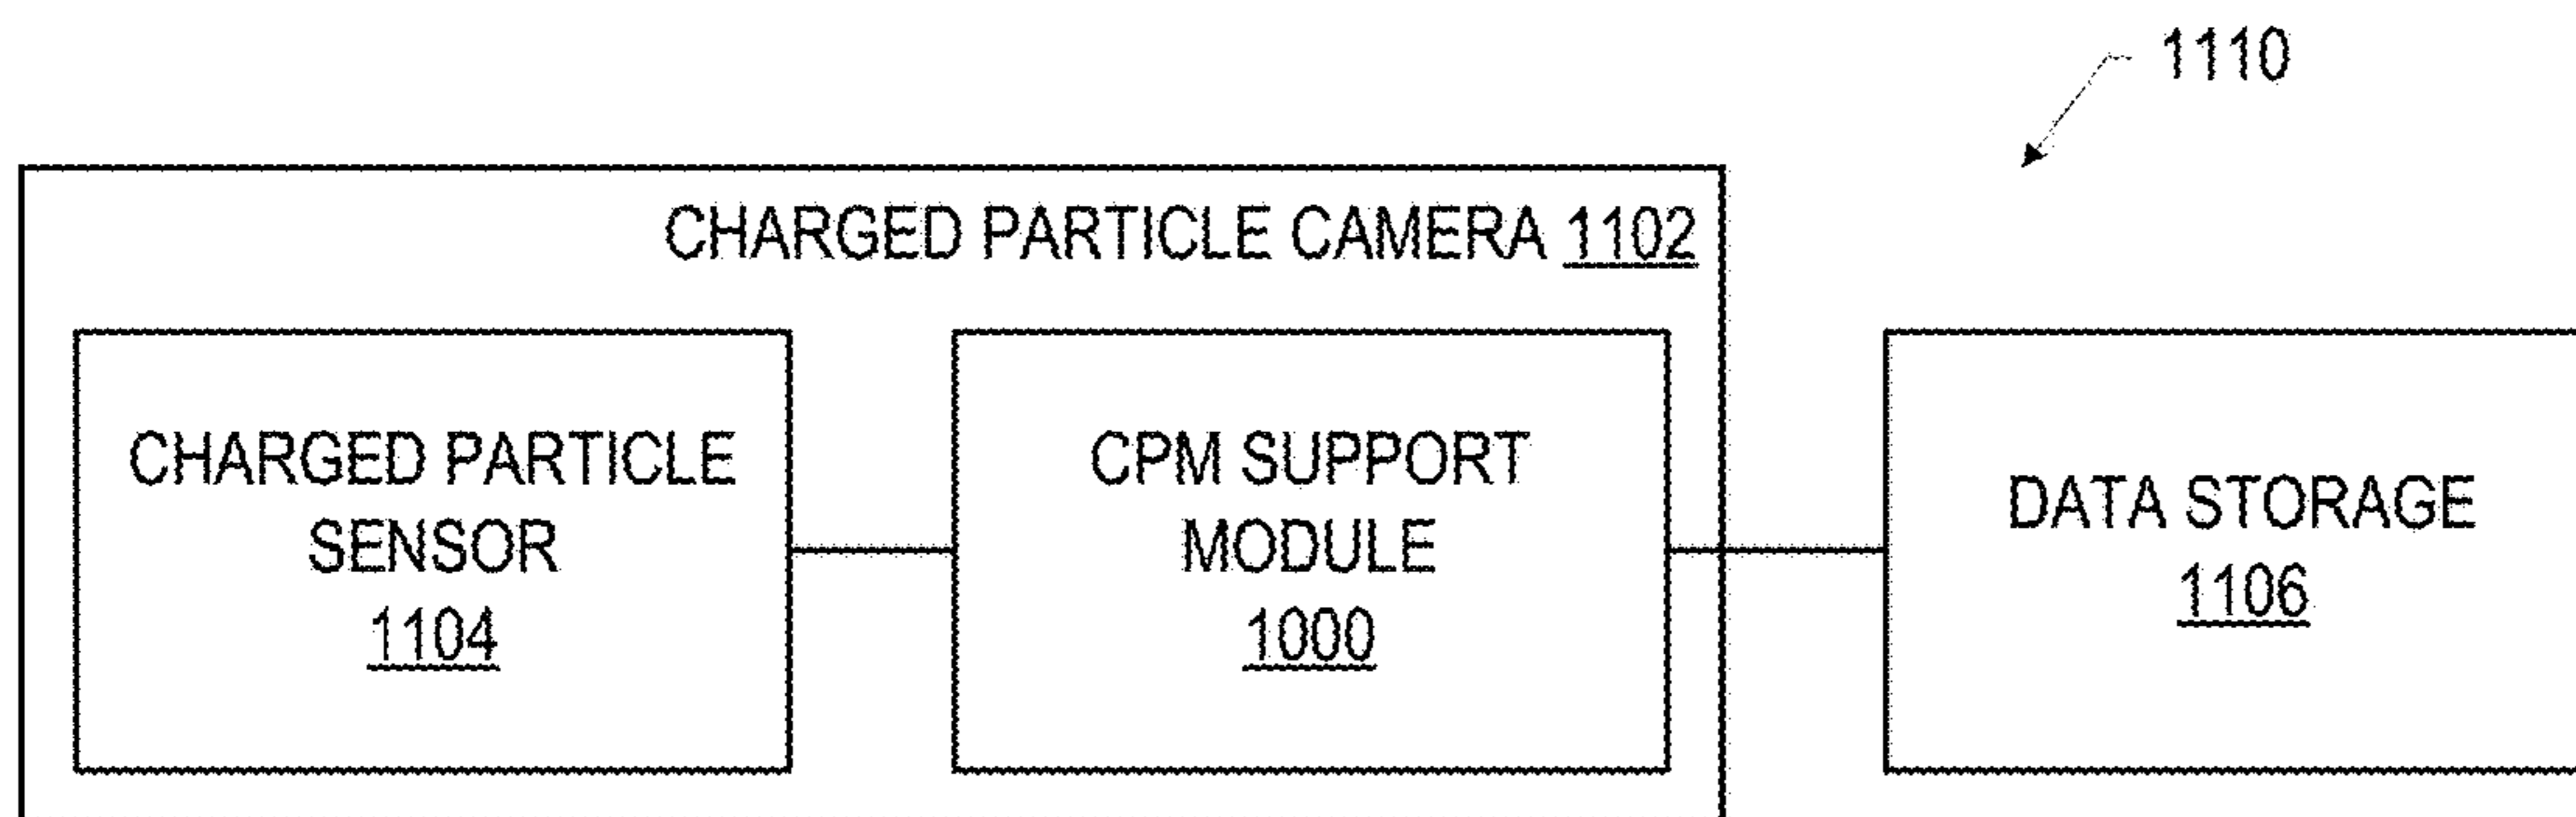 1110
CHARGED PARTICLE CAMERA 1102
CHARGED PARTICLE
SENSOR
1104
CPM SUPPORT
MODULE
1000
DATA STORAGE
1106